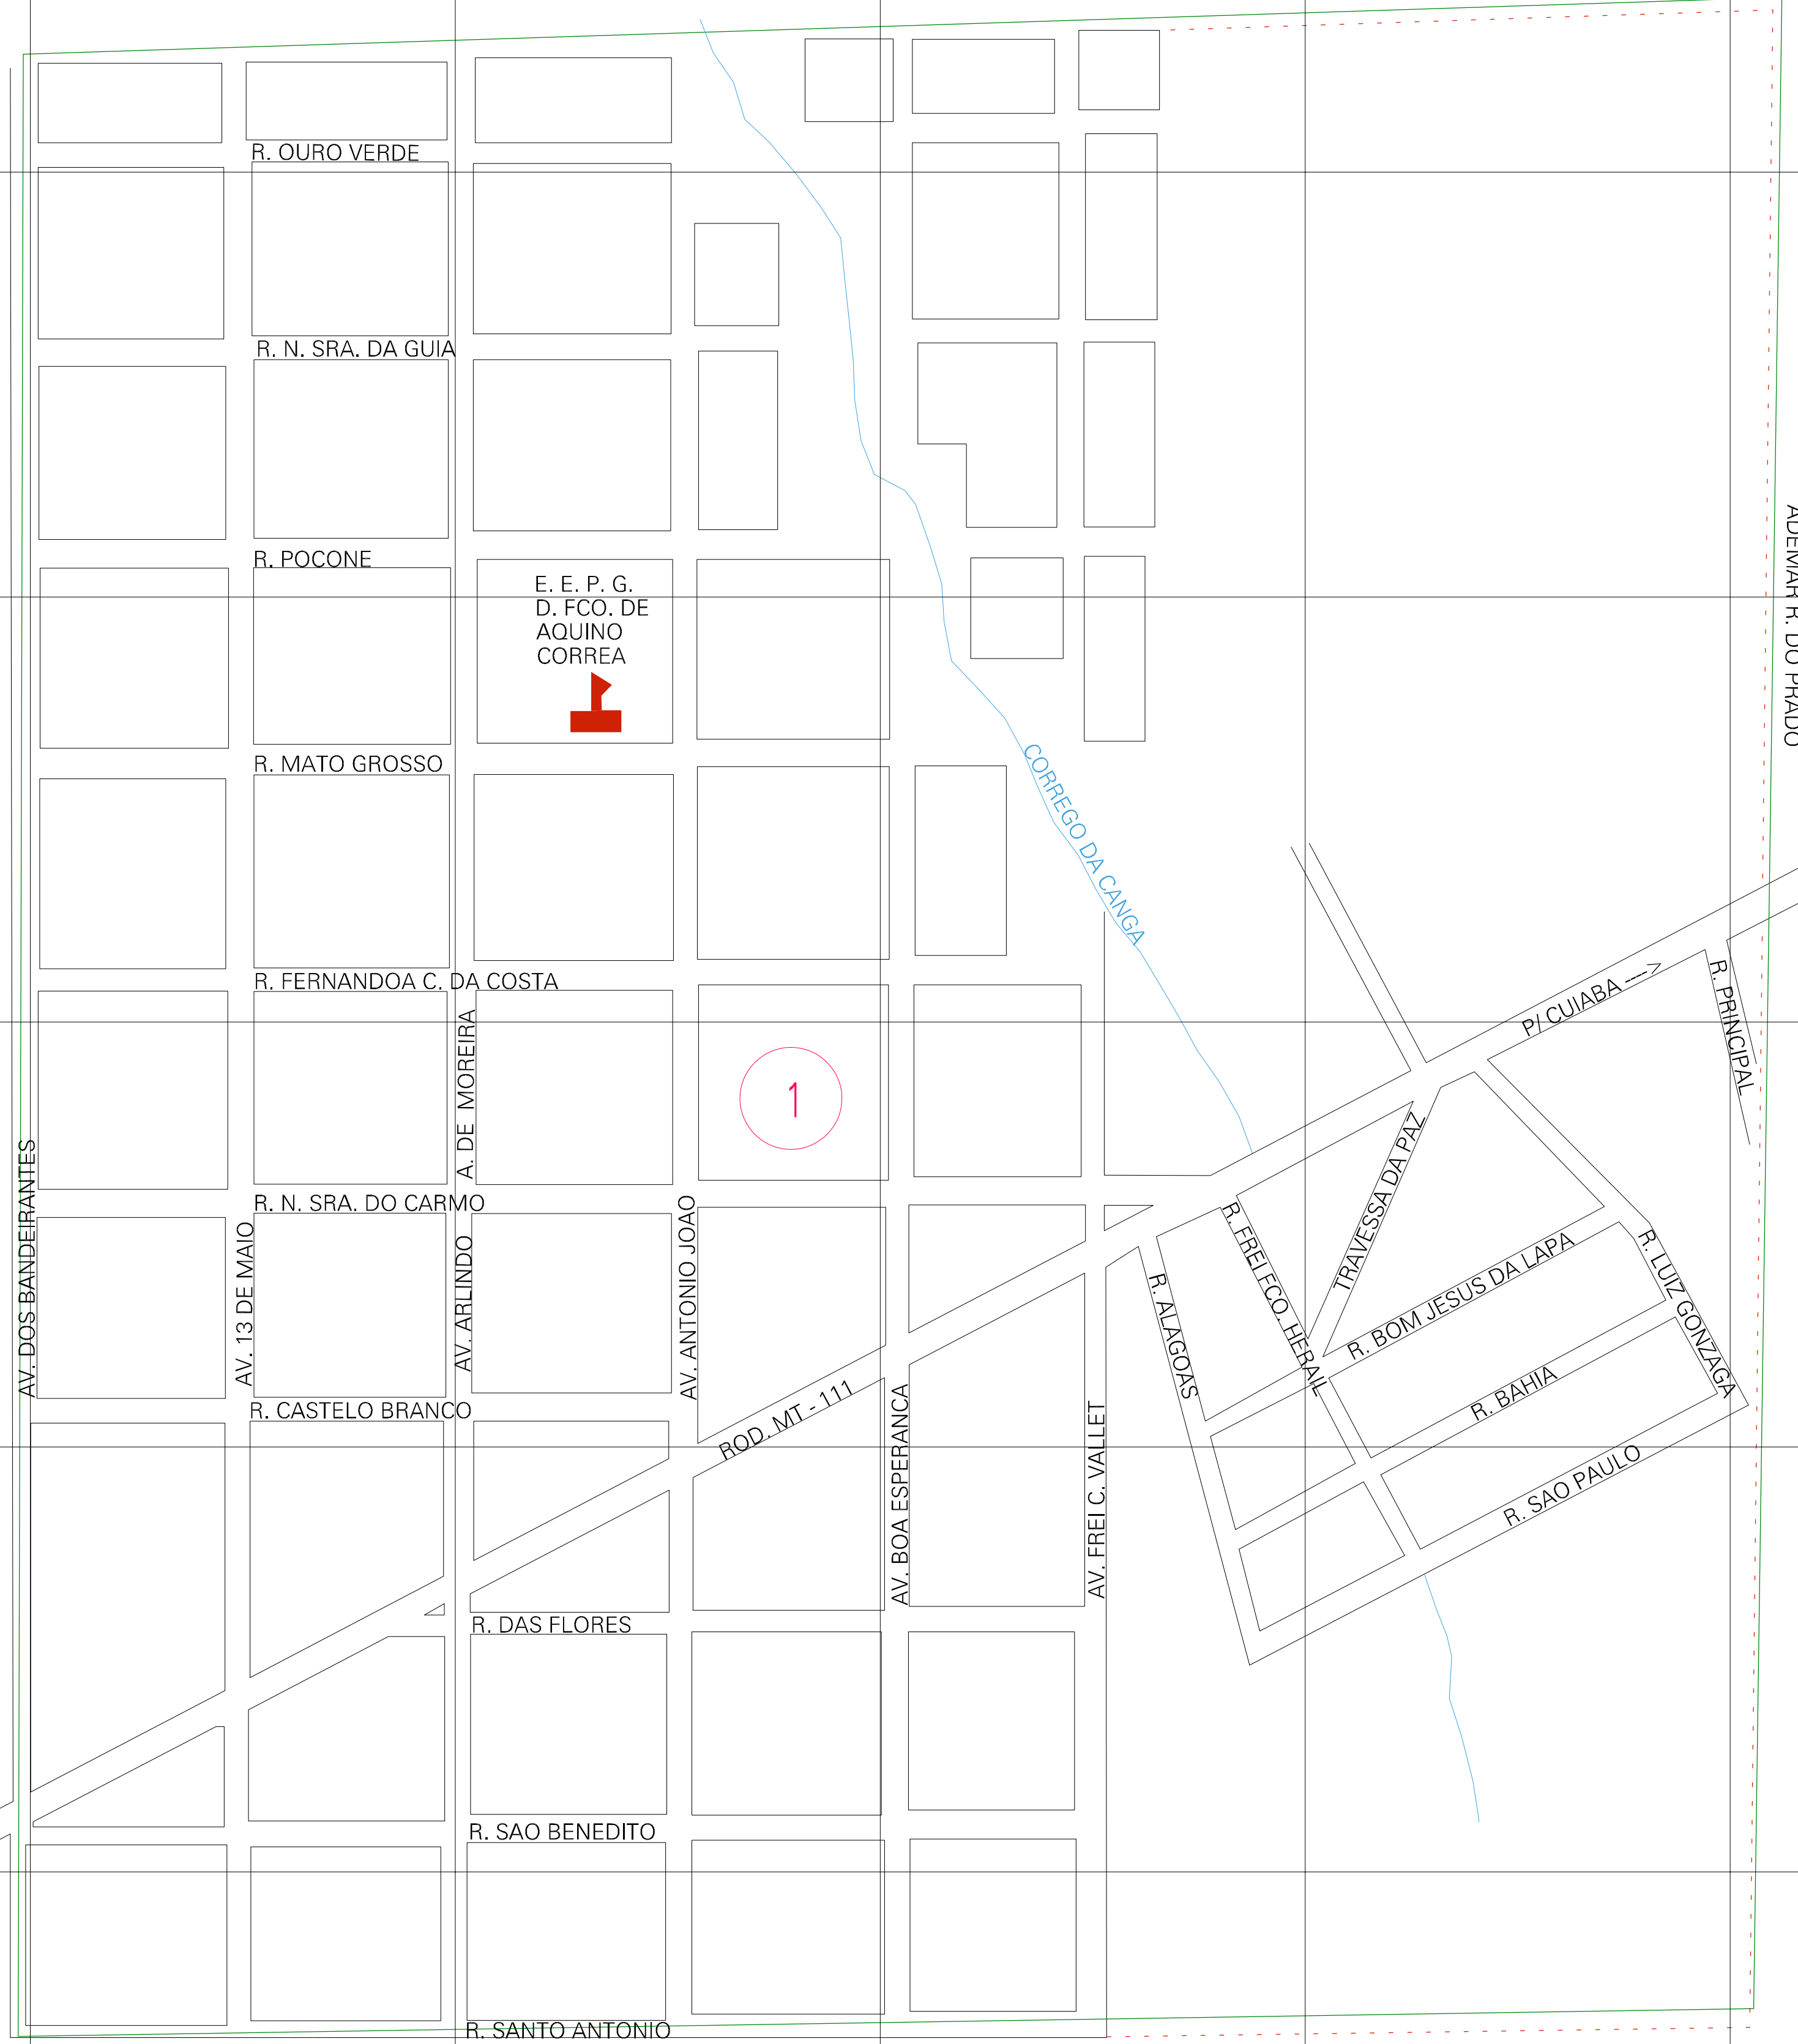 R. OURO VERDE
R. N. SRA. DA GUIA
R. POCONE
E. E. P. G.
D. FCO. DE
AQUINO
CORREA
ADEMAR R. DO PRADO
R. MATO GROSSO
CORREGO DA CANGA
R. FERNANDOA C. DA COSTA
P/ CUIABA ---->
R. PRINCIPAL
A. DE MOREIRA
1
TRAVESSA DA PAZ
AV. DOS BANDEIRANTES
R. N. SRA. DO CARMO
AV. 13 DE MAIO
AV. ARLINDO
AV. ANTONIO JOAO
R. FREI FCO. HERAIL
R. ALAGOAS
R. BOM JESUS DA LAPA
R. LUIZ GONZAGA
R. BAHIA
R. CASTELO BRANCO
ROD. MT - 111
AV. BOA ESPERANCA
AV. FREI C. VALLET
R. SAO PAULO
R. DAS FLORES
R. SAO BENEDITO
R. SANTO ANTONIO